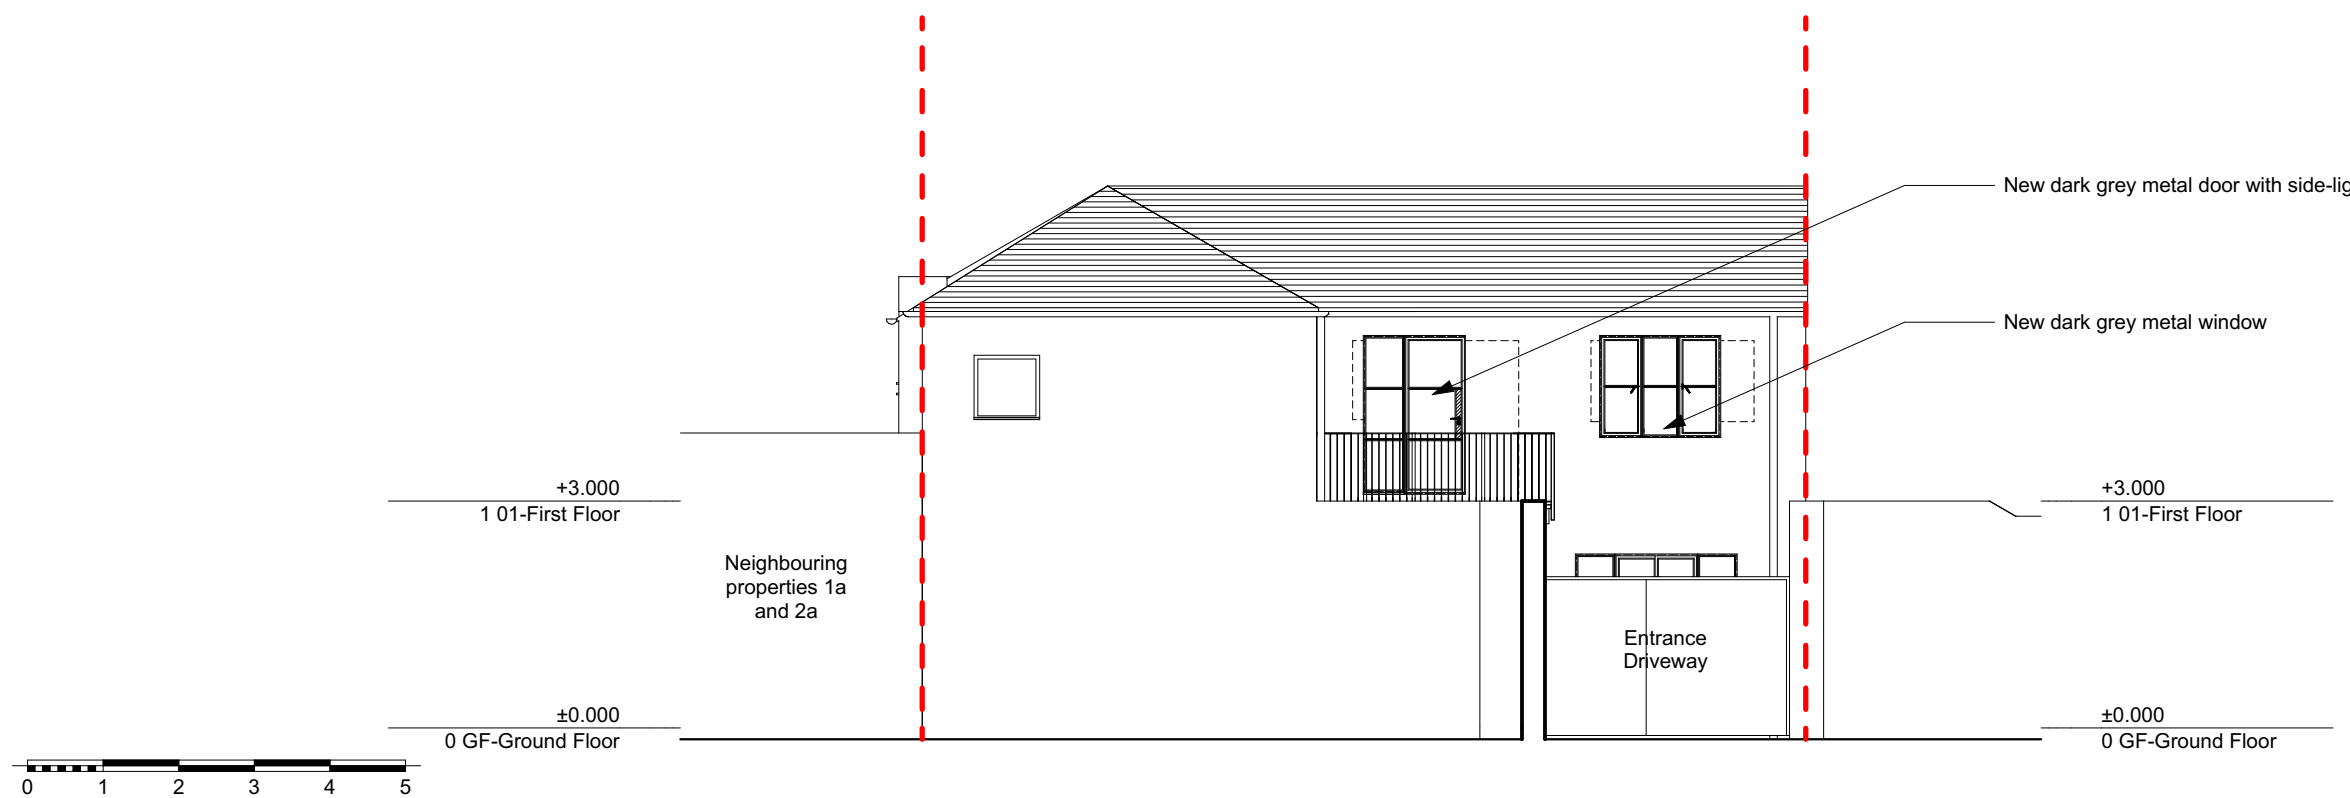 New dark grey metal door with side-lig
New dark grey metal window
+3.000
1 01-First Floor
+3.000
1 01-First Floor
Neighbouring
properties 1a
and 2a
Entrance
Driveway
±0.000
0 GF-Ground Floor
±0.000
0 GF-Ground Floor
0 1 2 3 4 5